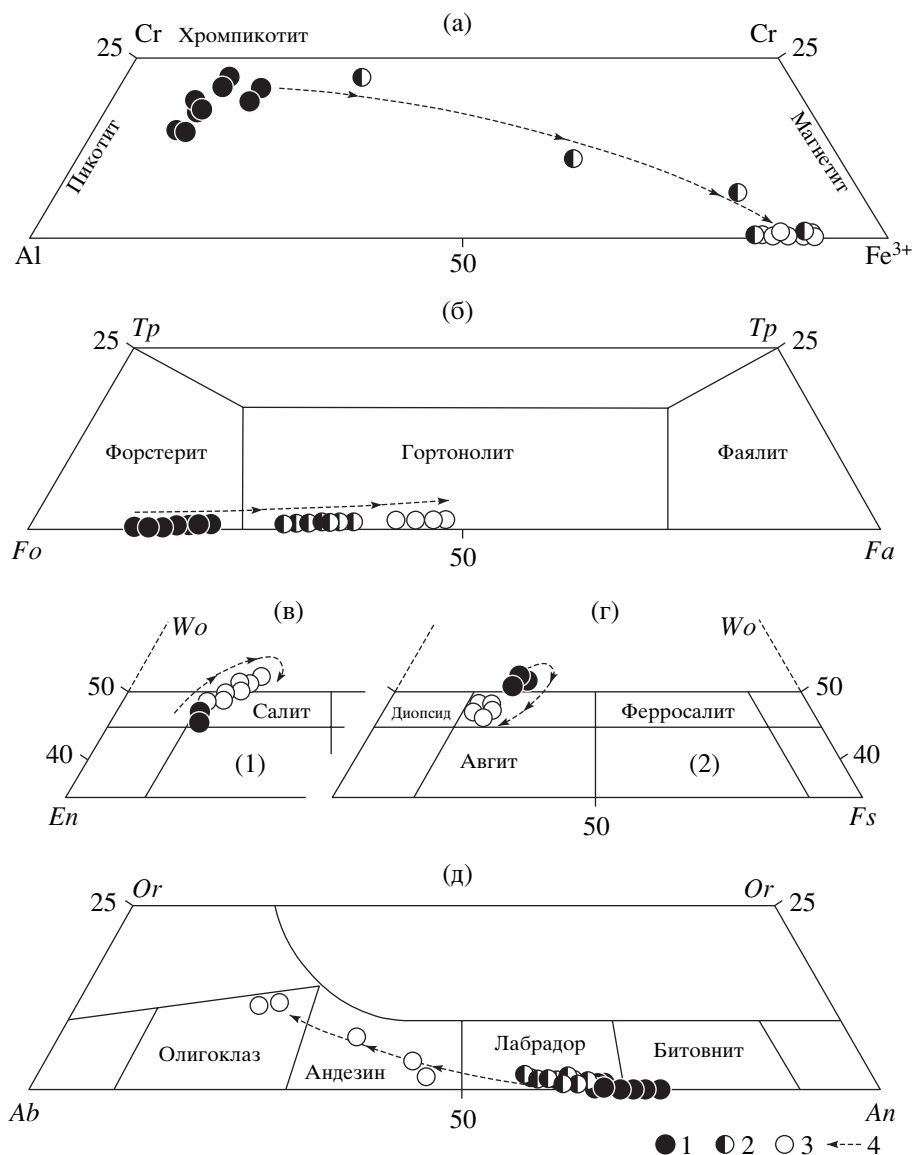 (а)
25 Cr Хромпикотит Cr 25
Пикотит
Магнетит
Al 50 Fe3+
(б)
25 Tp Tp 25
Форстерит Гортонолит Фаялит
Fo 50 Fa
(в) (г)
Wo Wo
50 Салит Диопсид Ферросалит 50
40 (1) Авгит (2) 40
En 50 Fs
(д)
25 Or Or 25
Олигоклаз Андезин Лабрадор Битовнит
Ab 50 An
1 2 3 4